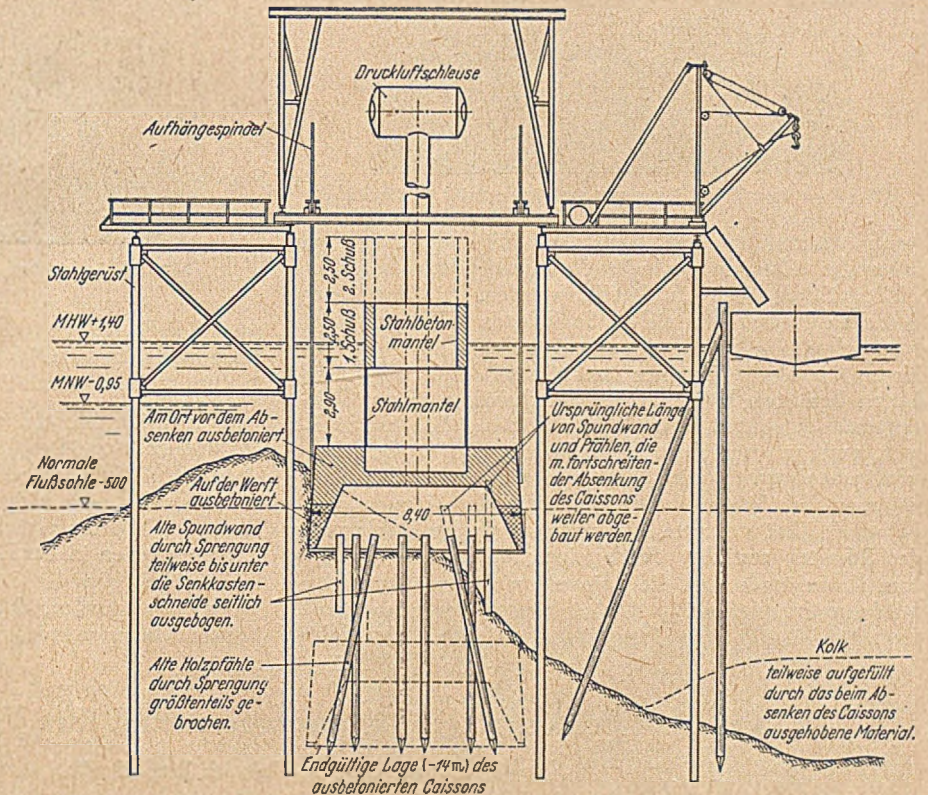 Druckluftschleuse
Aufhängespindel
Stahlgerüst
2,50
2. Schuß
MHW+1,40
2,50
1. Schuß
Stahlbeton-
mantel
MNW-0,95
2,90
Stahlmantel
Am Ort vor dem Ab-
senken ausbetoniert
Ursprüngliche Länge
von Spundwand
und Pfählen, die
m. fortschreiten-
der Absenkung
des Caissons
weiter abge-
baut werden.
Normale
Flußsohle -500
Auf der Werft
ausbetoniert
8,40
Alte Spundwand
durch Sprengung
teilweise bis unter
die Senkkasten-
schneide seitlich
ausgebogen.
Alte Holzpfähle
durch Sprengung
größtenteils ge-
brochen.
Kolk
teilweise aufgefüllt
durch das beim Ab-
senken des Caissons
ausgehobene Material.
Endgültige Lage (-14m) des
ausbetonierten Caissons